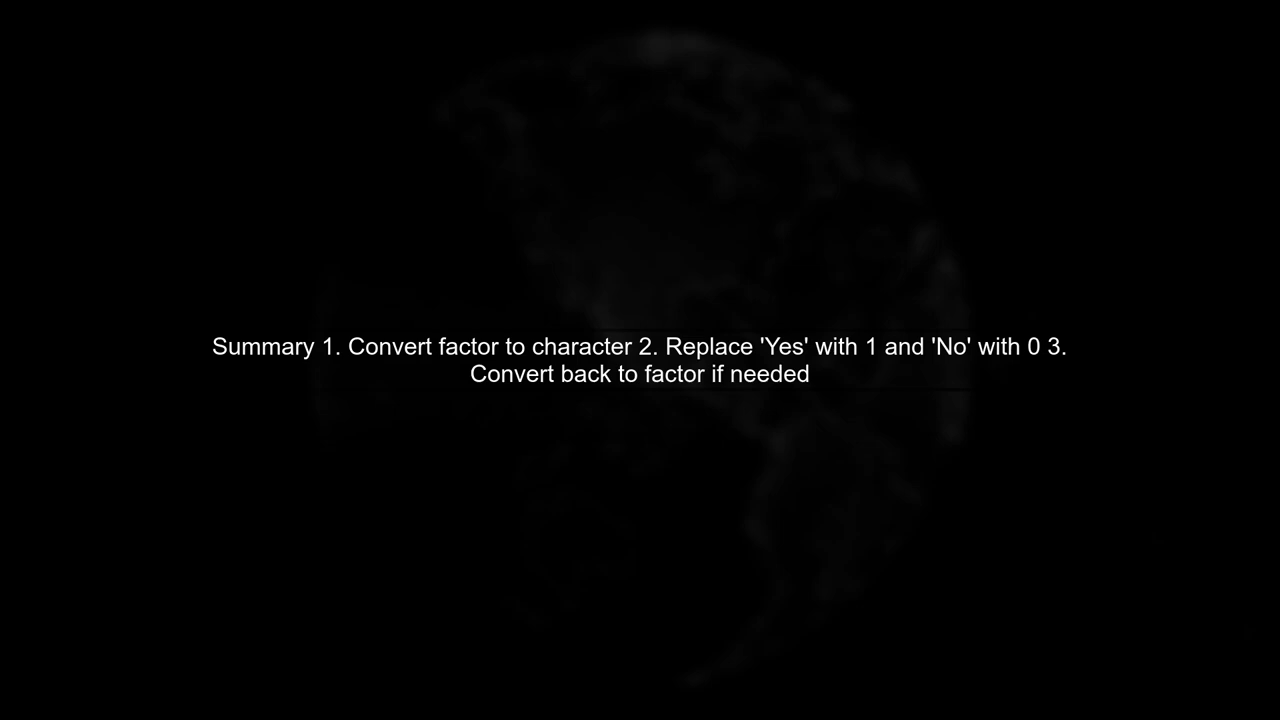 Summary 1. Convert factor to character 2. Replace 'Yes' with 1 and 'No' with 0 3.
Convert back to factor if needed